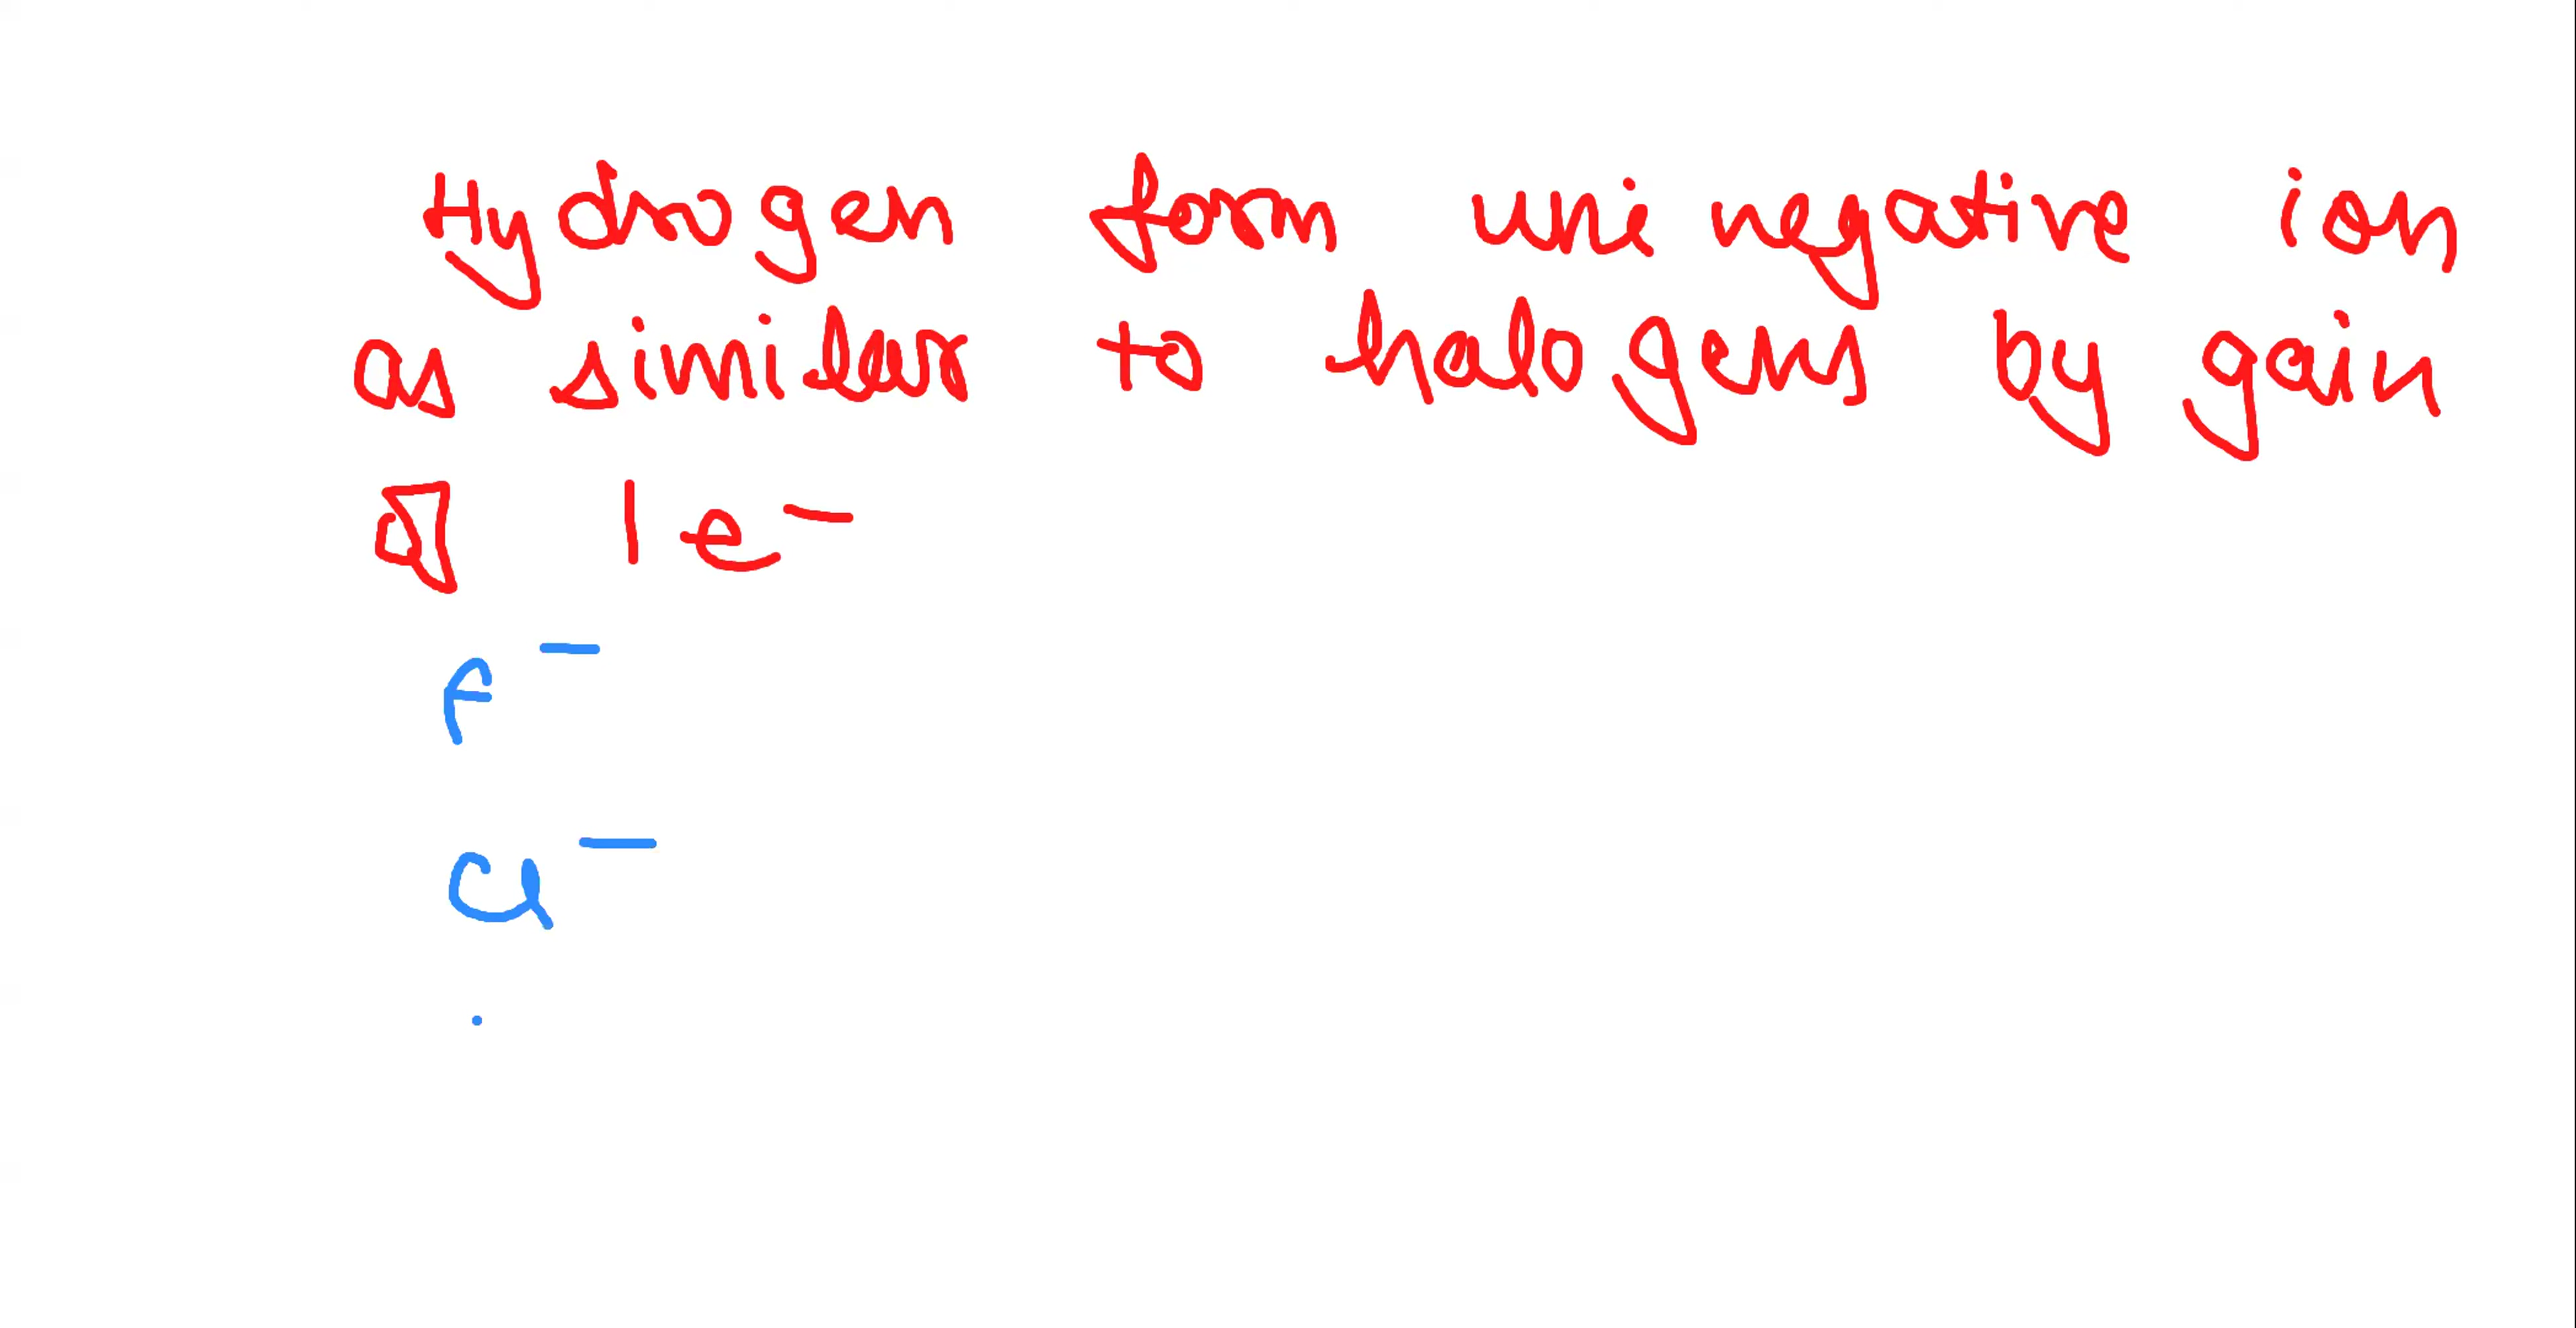 Hydrogen form uninegative ion
as similar to halogens by gain
of 1e⁻
F⁻
Cl⁻